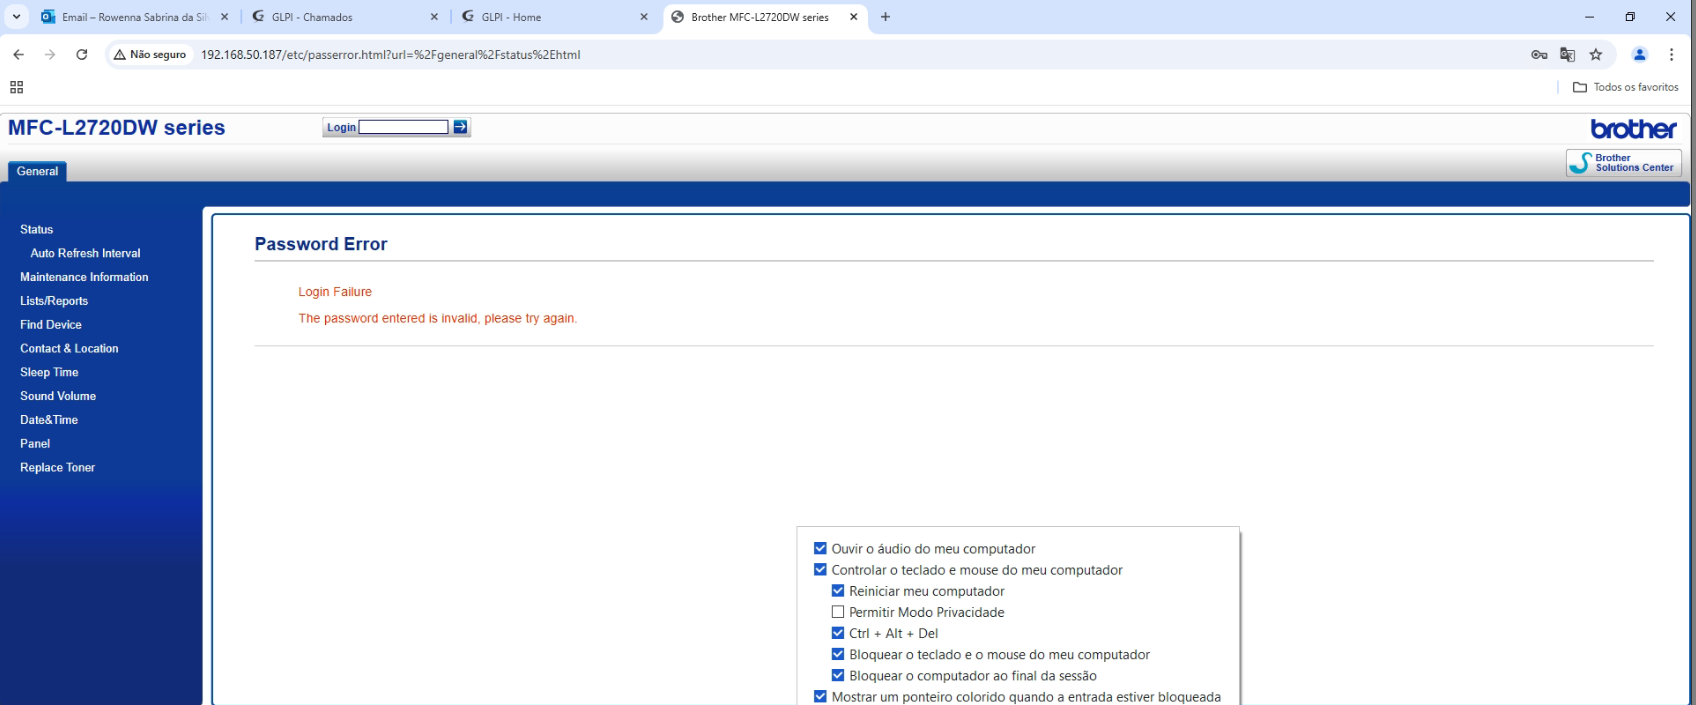 Email – Rowenna Sabrina da Sil
GLPI - Chamados
GLPI - Home
Brother MFC-L2720DW series
Não seguro
192.168.50.187/etc/passerror.html?url=%2Fgeneral%2Fstatus%2Ehtml
Todos os favoritos
MFC-L2720DW series
Login
brother
Brother
Solutions Center
General
Status
Auto Refresh Interval
Maintenance Information
Lists/Reports
Find Device
Contact & Location
Sleep Time
Sound Volume
Date&Time
Panel
Replace Toner
Password Error
Login Failure
The password entered is invalid, please try again.
Ouvir o áudio do meu computador
Controlar o teclado e mouse do meu computador
Reiniciar meu computador
Permitir Modo Privacidade
Ctrl + Alt + Del
Bloquear o teclado e o mouse do meu computador
Bloquear o computador ao final da sessão
Mostrar um ponteiro colorido quando a entrada estiver bloqueada